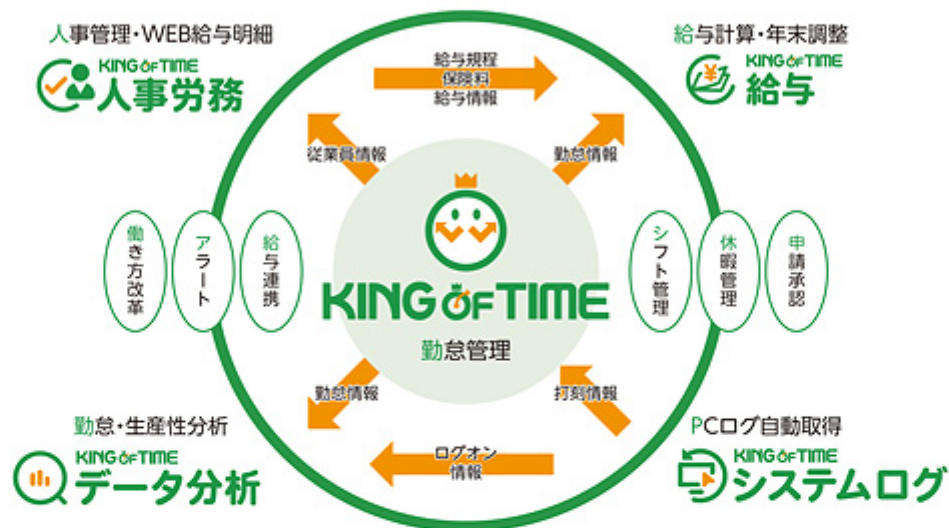 人事管理・WEB給与明細
KING OF TIME
人事労務
給与規程
保険料
給与情報
給与計算・年末調整
KING OF TIME
給与
従業員情報
勤怠情報
働き方改革
アラート
給与連携
KING OF TIME
勤怠管理
シフト管理
休暇管理
申請承認
勤怠情報
打刻情報
勤怠・生産性分析
KING OF TIME
データ分析
ログオン
情報
PCログ自動取得
KING OF TIME
システムログ